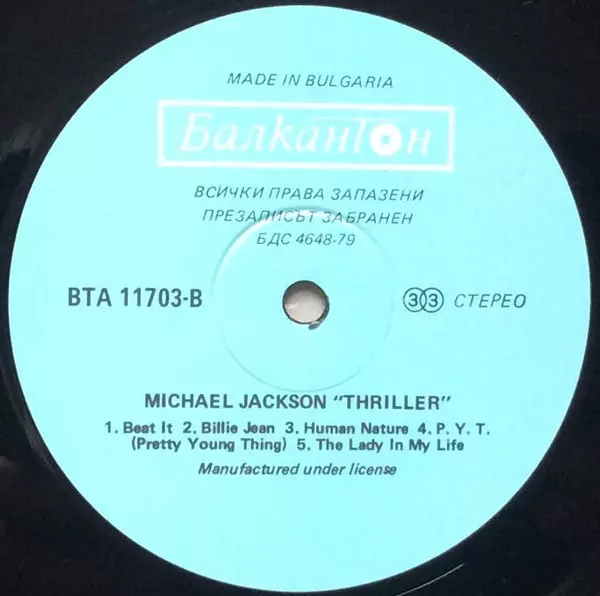 MADE IN BULGARIA
Балкантон
ВСИЧКИ ПРАВА ЗАПАЗЕНИ
ПРЕЗАПИСЪТ ЗАБРАНЕН
БДС 4648-79
ВТА 11703-В
33 СТЕРЕО
MICHAEL JACKSON "THRILLER"
1. Beat It 2. Billie Jean 3. Human Nature 4. P. Y. T.
(Pretty Young Thing) 5. The Lady In My Life
Manufactured under license